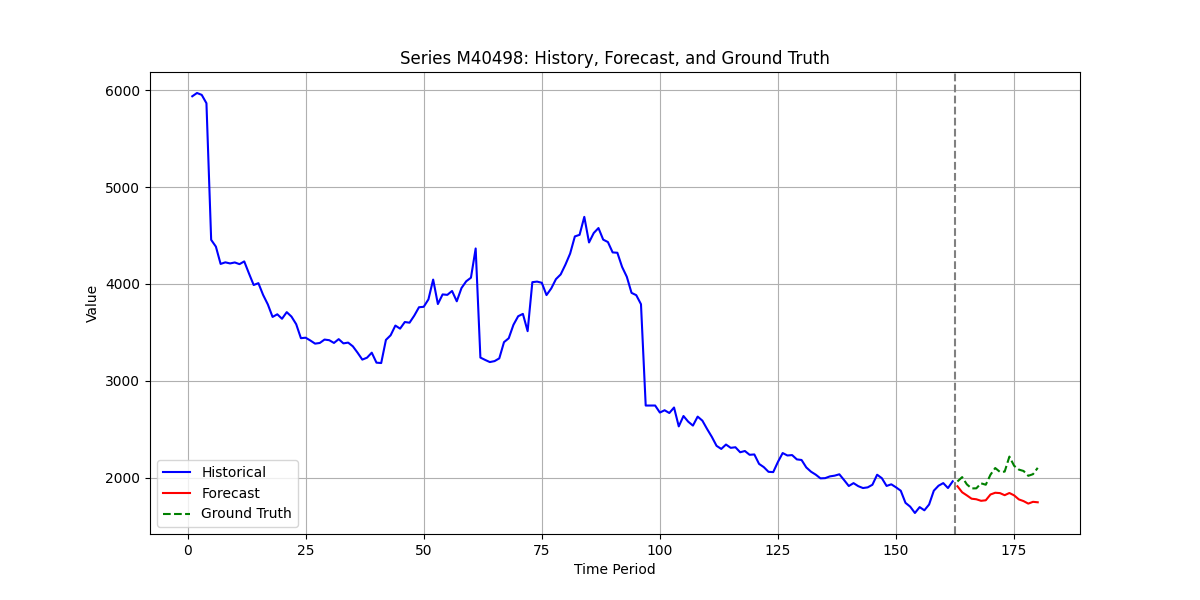 Series M40498: History, Forecast, and Ground Truth
Value
6000
5000
4000
3000
2000
Historical
Forecast
Ground Truth
0 25 50 75 100 125 150 175
Time Period